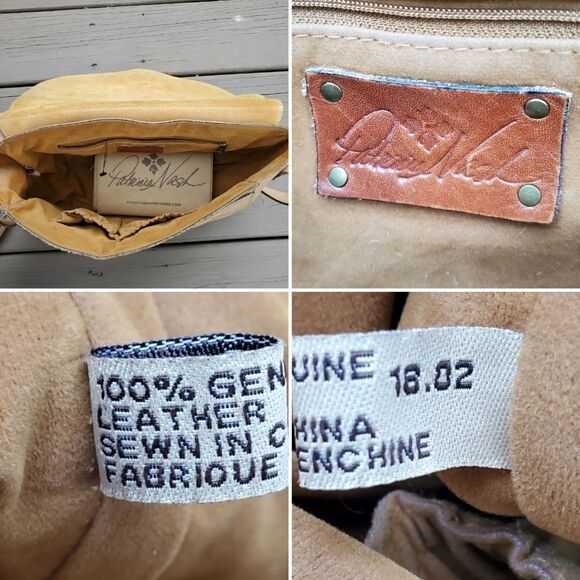 Patricia Nash
PATRICIANASHDESIGNS.COM
Patricia Nash
100% GEN
LEATHER
SEWN IN C
FABRIQUE
UINE 16.02
HINA
ENCHINE